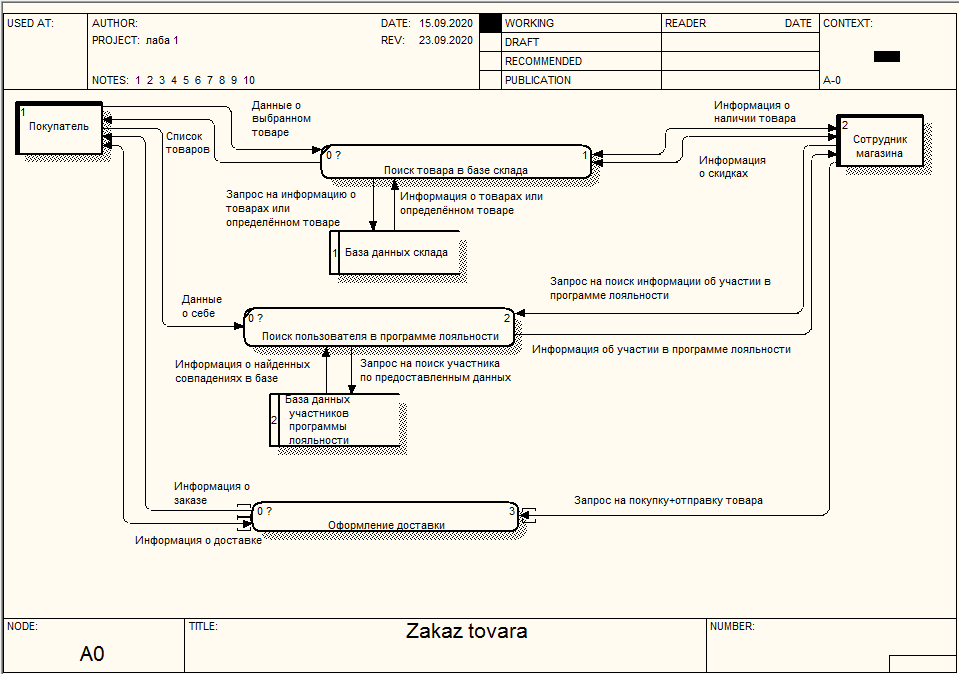 USED AT:
AUTHOR:
DATE: 15.09.2020
PROJECT: лаба 1
REV: 23.09.2020
NOTES: 1 2 3 4 5 6 7 8 9 10
WORKING
DRAFT
RECOMMENDED
PUBLICATION
READER
DATE
CONTEXT:
A-0
1
Покупатель
Данные о
выбранном
товаре
Список
товаров
0 ?
1
Поиск товара в базе склада
Информация о
наличии товара
Информация
о скидках
2
Сотрудник
магазина
Запрос на информацию о
товарах или
определённом товаре
Информация о товарах или
определённом товаре
1
База данных склада
Запрос на поиск информации об участии в
программе лояльности
Данные
о себе
0 ?
2
Поиск пользователя в программе лояльности
Информация об участии в программе лояльности
Информация о найденных
совпадениях в базе
Запрос на поиск участника
по предоставленным данных
2
База данных
участников
программы
лояльности
Информация о
заказе
0 ?
3
Оформление доставки
Запрос на покупку+отправку товара
Информация о доставке
NODE:
A0
TITLE:
Zakaz tovara
NUMBER: